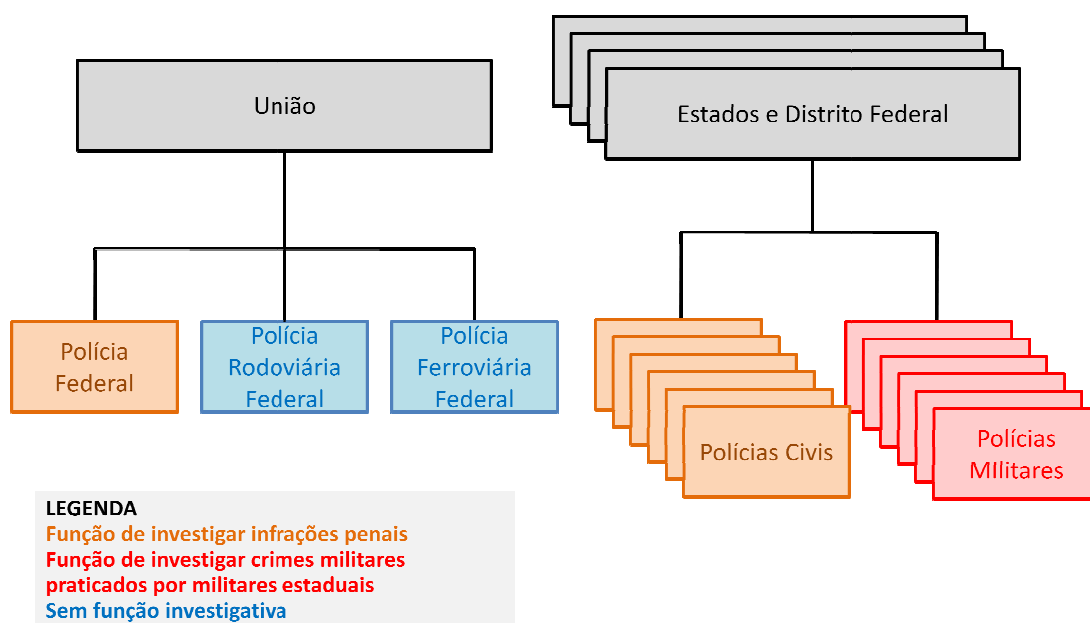 União
Estados e Distrito Federal
Polícia
Federal
Polícia
Rodoviária
Federal
Polícia
Ferroviária
Federal
Polícias Civis
Polícias
MIlitares
LEGENDA
Função de investigar infrações penais
Função de investigar crimes militares
praticados por militares estaduais
Sem função investigativa